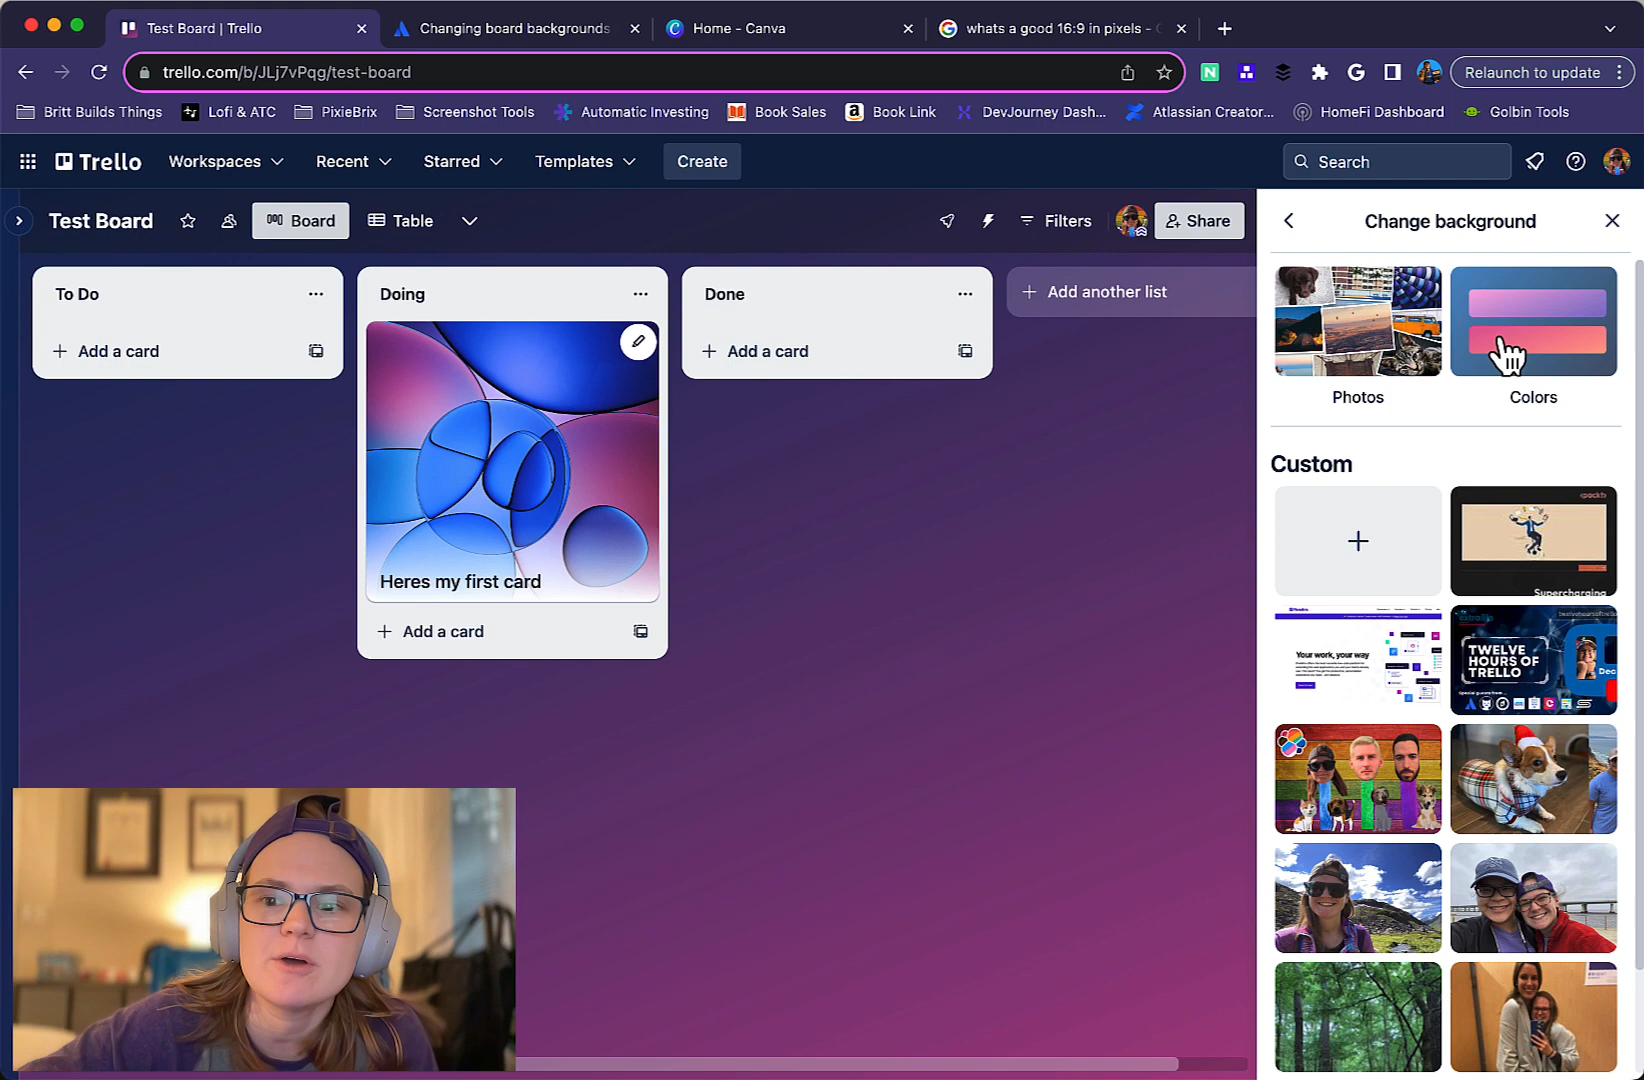 Test Board | Trello
Changing board backgrounds
Home - Canva
whats a good 16:9 in pixels -
trello.com/b/JLj7vPqg/test-board
Relaunch to update
Britt Builds Things
Lofi & ATC
PixieBrix
Screenshot Tools
Automatic Investing
Book Sales
Book Link
DevJourney Dash...
Atlassian Creator...
HomeFi Dashboard
Golbin Tools
Trello
Workspaces
Recent
Starred
Templates
Create
Search
Test Board
Board
Table
Filters
Share
Change background
To Do
Add a card
Doing
Heres my first card
Add a card
Done
Add a card
Add another list
Photos
Colors
Custom
Supercharging
Your work, your way
TWELVE
HOURS OF
TRELLO